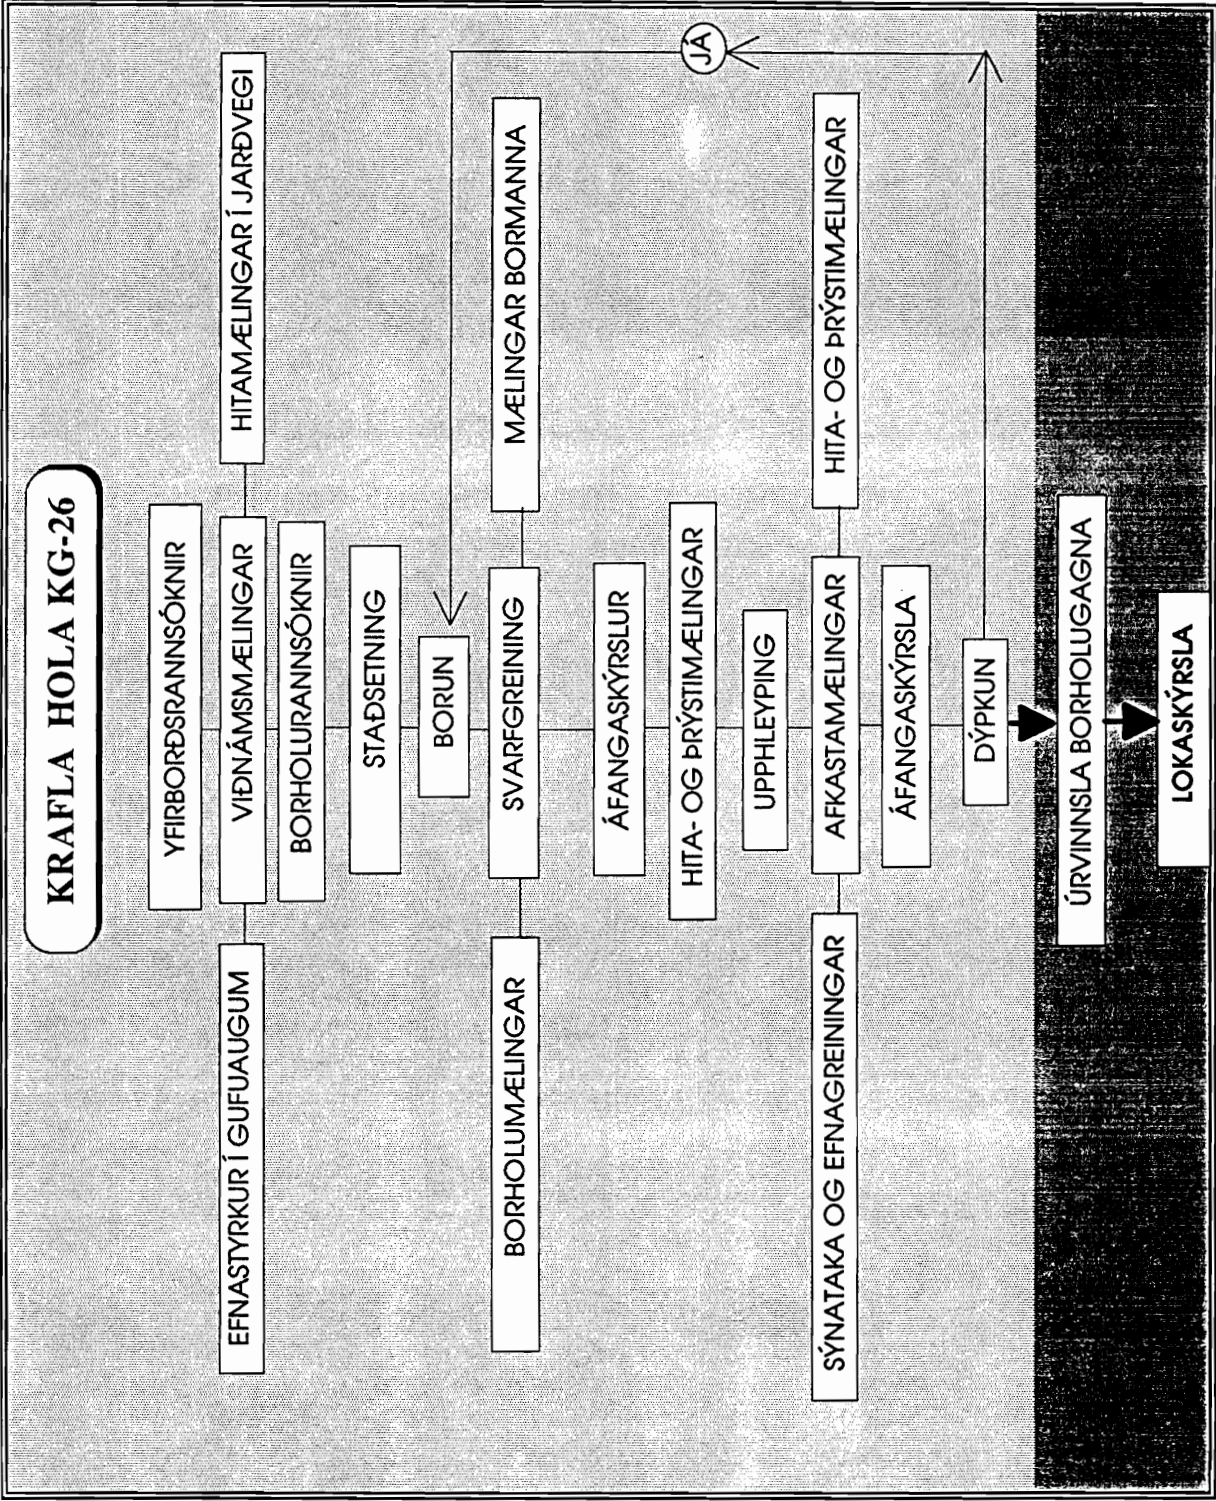 KRAFLA HOLA KG-26
YFIRBORÐSRANNSÓKNIR
EFNASTYRKUR Í GUFUAUGUM
VIÐNÁMSMÆLINGAR
HITAMÆLINGAR Í JARÐVEGI
BORHOLURANNSÓKNIR
STAÐSETNING
BORUN
BORHOLUMÆLINGAR
SVARFGREINING
MÆLINGAR BORMANNA
ÁFANGASKÝRSLUR
HITA- OG ÞRÝSTIMÆLINGAR
JÁ
UPPHLEYPING
SÝNATAKA OG EFNAGREININGAR
AFKASTAMÆLINGAR
HITA- OG ÞRÝSTIMÆLINGAR
ÁFANGASKÝRSLA
DÝPKUN
ÚRVINNSLA BORHOLUGAGNA
LOKASKÝRSLA